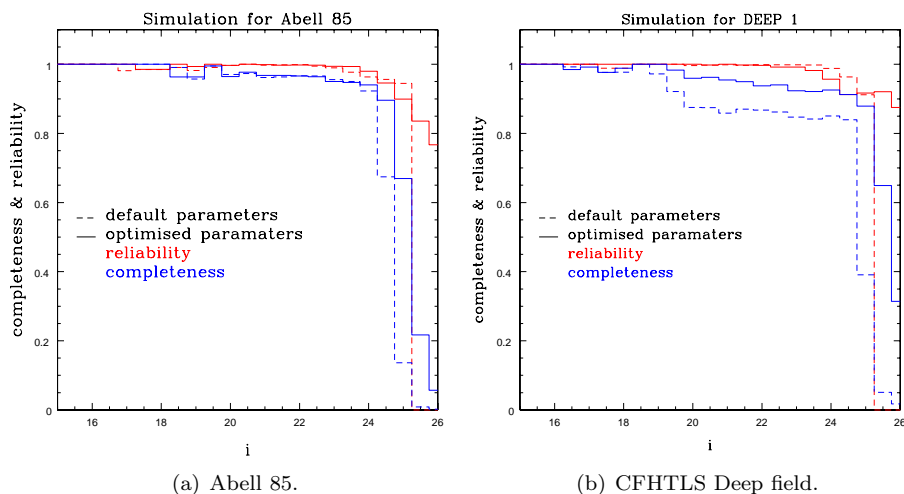 Simulation for Abell 85
completeness & reliability
1
0.8
0.6
0.4
0.2
0
default parameters
optimised paramaters
reliability
completeness
16 18 20 22 24 26
i
(a) Abell 85.
Simulation for DEEP 1
completeness & reliability
1
0.8
0.6
0.4
0.2
0
default parameters
optimised paramaters
reliability
completeness
16 18 20 22 24 26
i
(b) CFHTLS Deep field.